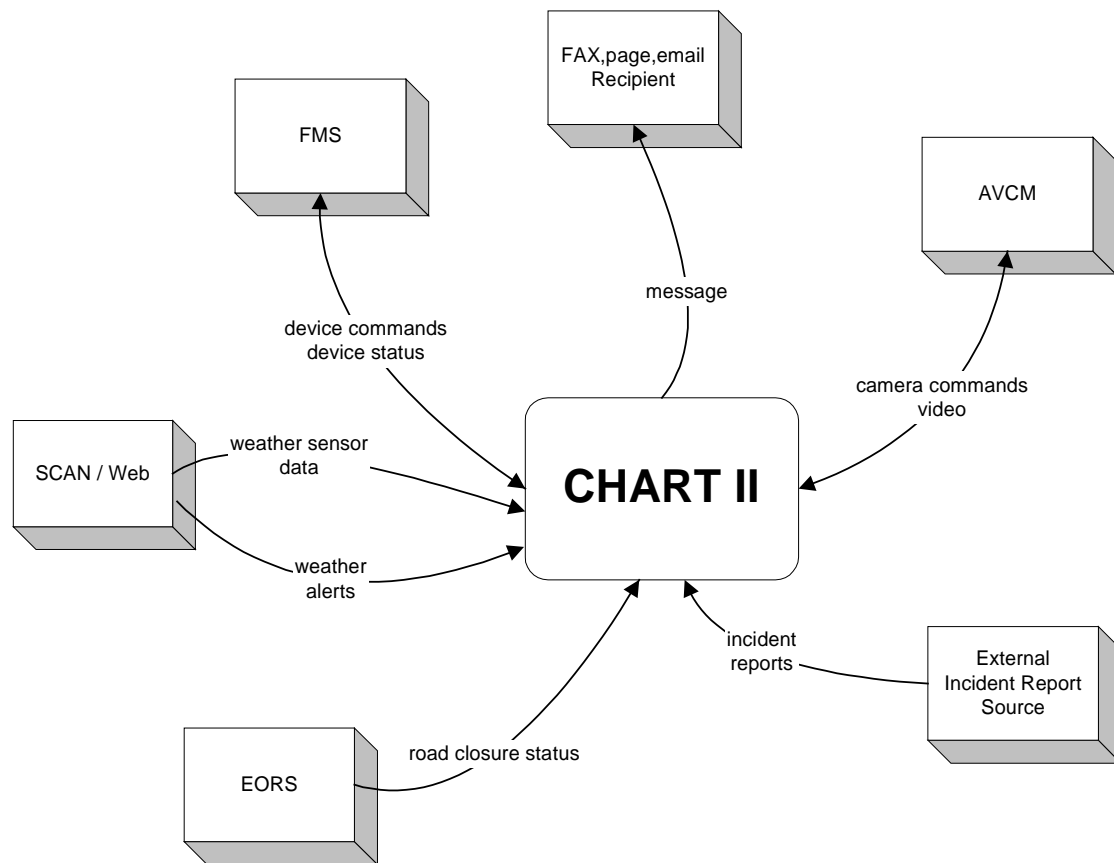 FAX,page,email
Recipient
FMS
AVCM
message
device commands
device status
camera commands
video
weather sensor
data
SCAN / Web
CHART II
weather
alerts
incident
reports
External
Incident Report
Source
road closure status
EORS